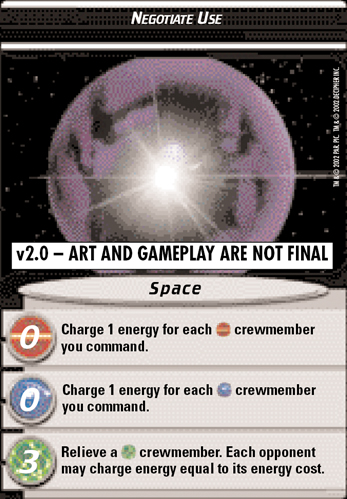 Negotiate Use
TM & © 2002 PAR. PIC. TM, & © 2002 DECIPHER INC.
v2.0 – ART AND GAMEPLAY ARE NOT FINAL
Space
0
Charge 1 energy for each crewmember
you command.
0
Charge 1 energy for each crewmember
you command.
3
Relieve a crewmember. Each opponent
may charge energy equal to its energy cost.